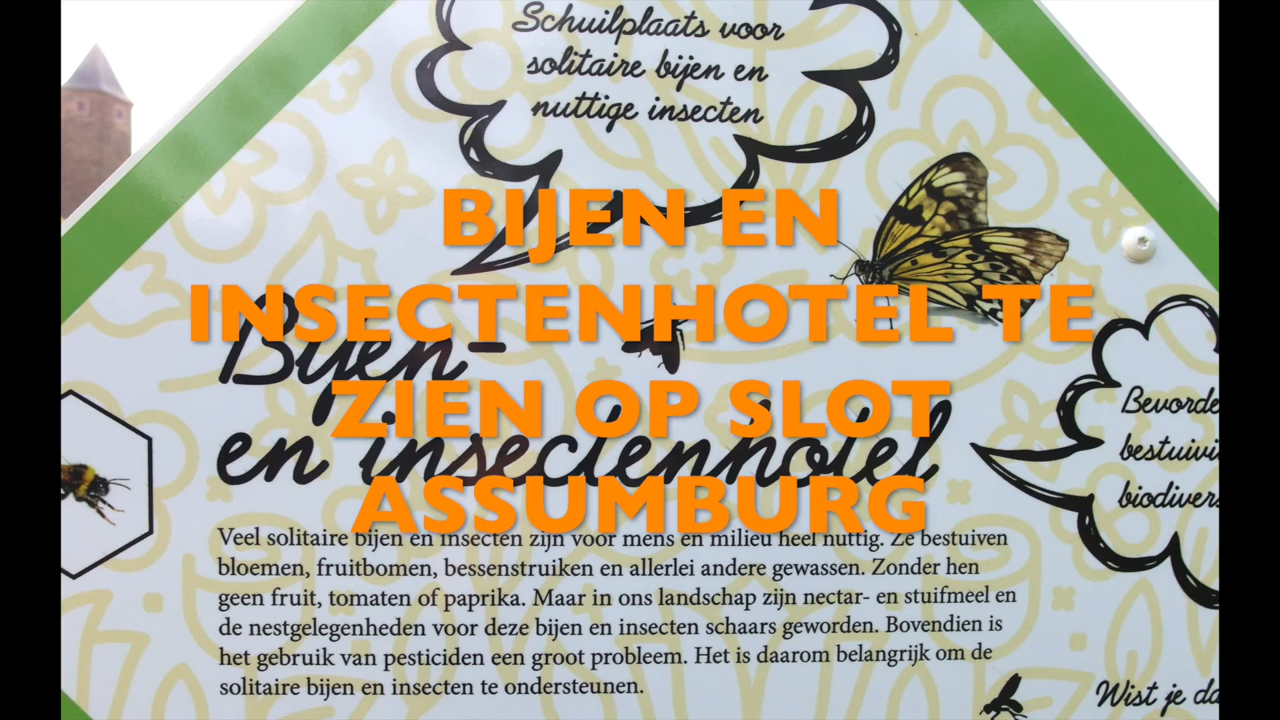 Schuilplaats voor
solitaire bijen en
nuttige insecten
BIJEN EN
INSECTENHOTEL TE
ZIEN OP SLOT
ASSUMBURG
Bijen-
en insectenhotel
Veel solitaire bijen en insecten zijn voor mens en milieu heel nuttig. Ze bestuiven
bloemen, fruitbomen, bessenstruiken en allerlei andere gewassen. Zonder hen
geen fruit, tomaten of paprika. Maar in ons landschap zijn nectar- en stuifmeel en
de nestgelegenheden voor deze bijen en insecten schaars geworden. Bovendien is
het gebruik van pesticiden een groot probleem. Het is daarom belangrijk om de
solitaire bijen en insecten te ondersteunen.
Bevorde
bestuivi
biodivers
Wist je da